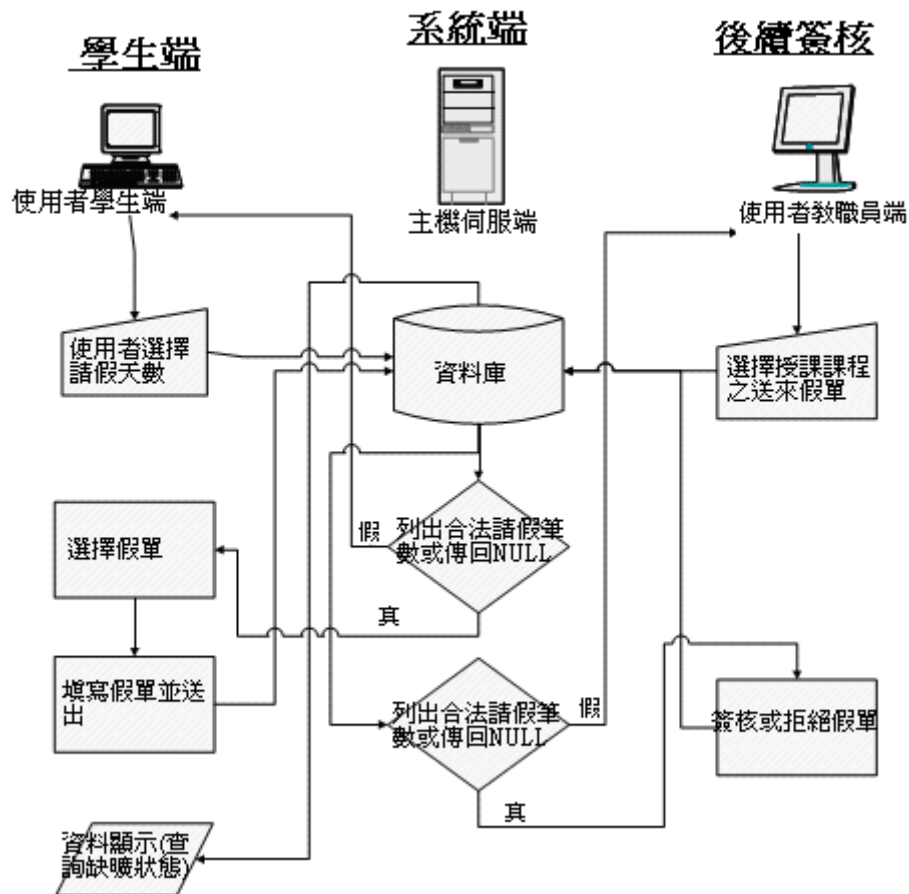 學生端
系統端
後續簽核
使用者學生端
主機伺服端
使用者教職員端
使用者選擇
請假天數
資料庫
選擇授課課程
之送來假單
選擇假單
假
列出合法請假筆
數或傳回NULL
真
填寫假單並送
出
列出合法請假筆
數或傳回NULL
假
簽核或拒絕假單
真
資料顯示(查
詢缺曠狀態)